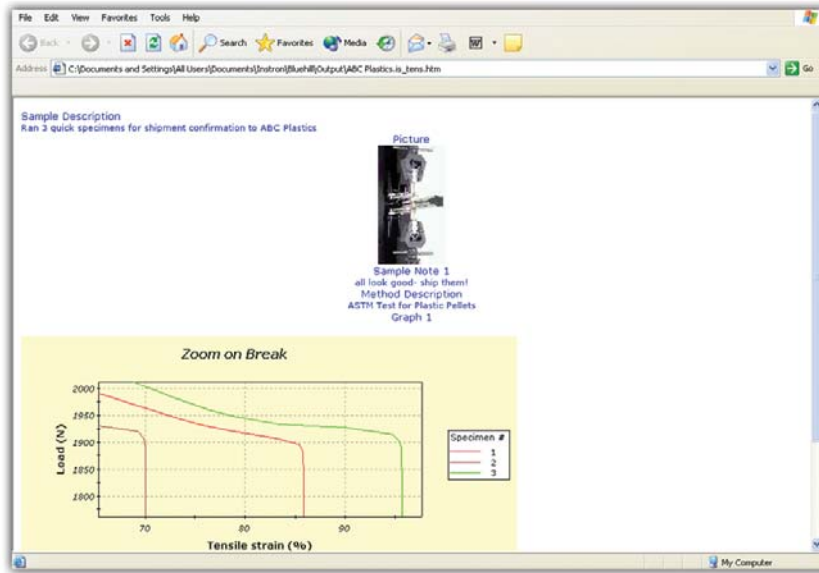 File Edit View Favorites Tools Help
Back Search Favorites Media
Address C:\Documents and Settings\All Users\Documents\Instron\Bluehill\Output\ABC Plastics.is_tens.htm Go
Sample Description
Ran 3 quick specimens for shipment confirmation to ABC Plastics
Picture
Sample Note 1
all look good- ship them!
Method Description
ASTM Test for Plastic Pellets
Graph 1
Zoom on Break
2000
1950
1900
1850
1800
Load (N)
70 80 90
Tensile strain (%)
Specimen #
1
2
3
My Computer